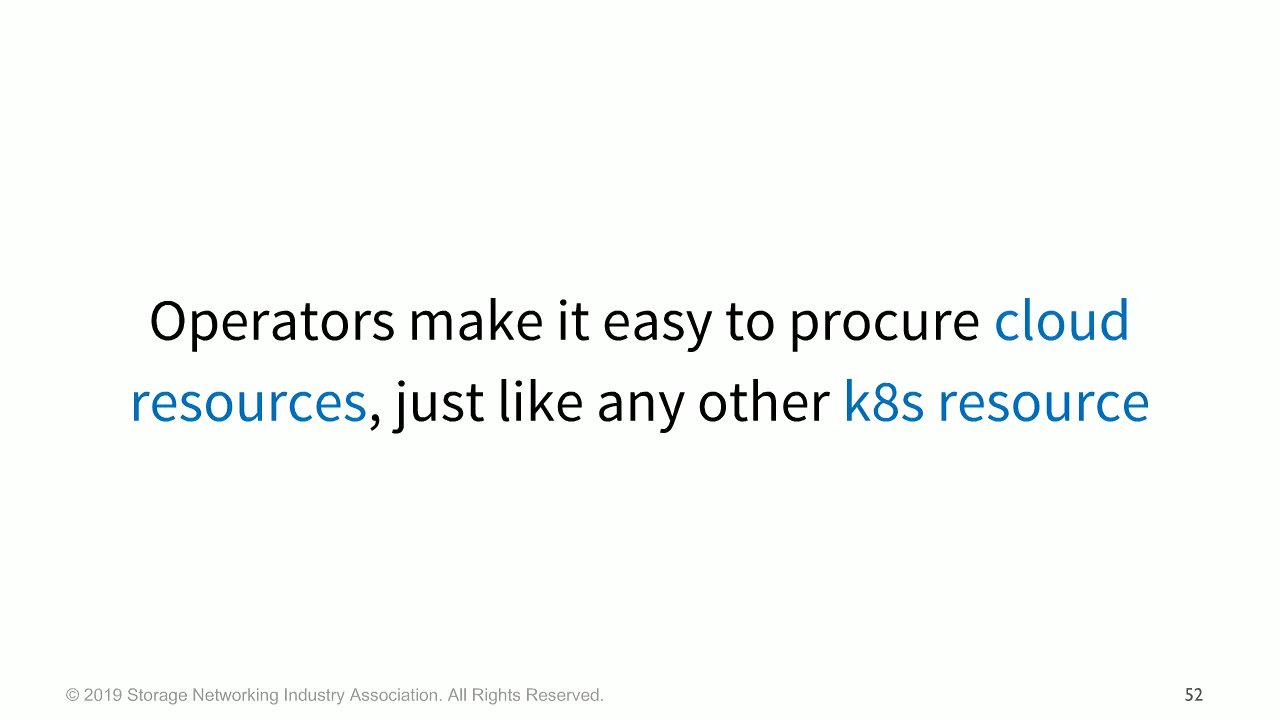 Operators make it easy to procure cloud
resources, just like any other k8s resource
© 2019 Storage Networking Industry Association. All Rights Reserved.
52